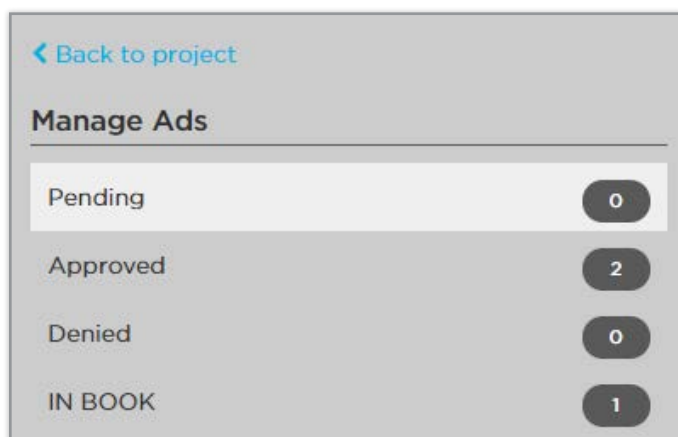 Back to project
Manage Ads
Pending 0
Approved 2
Denied 0
IN BOOK 1